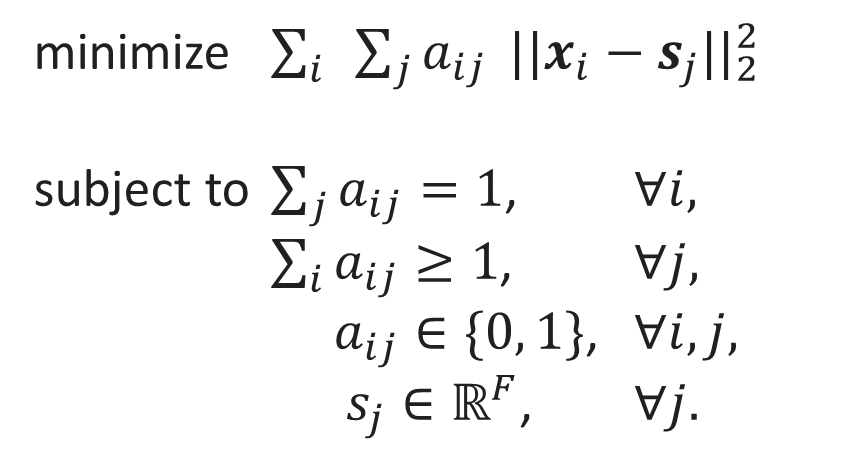 minimize ∑ᵢ ∑ⱼ aᵢⱼ ||𝒙ᵢ − 𝒔ⱼ||₂²
subject to ∑ⱼ aᵢⱼ = 1, ∀i,
∑ᵢ aᵢⱼ ≥ 1, ∀j,
aᵢⱼ ∈ {0, 1}, ∀i, j,
sⱼ ∈ ℝᶠ, ∀j.